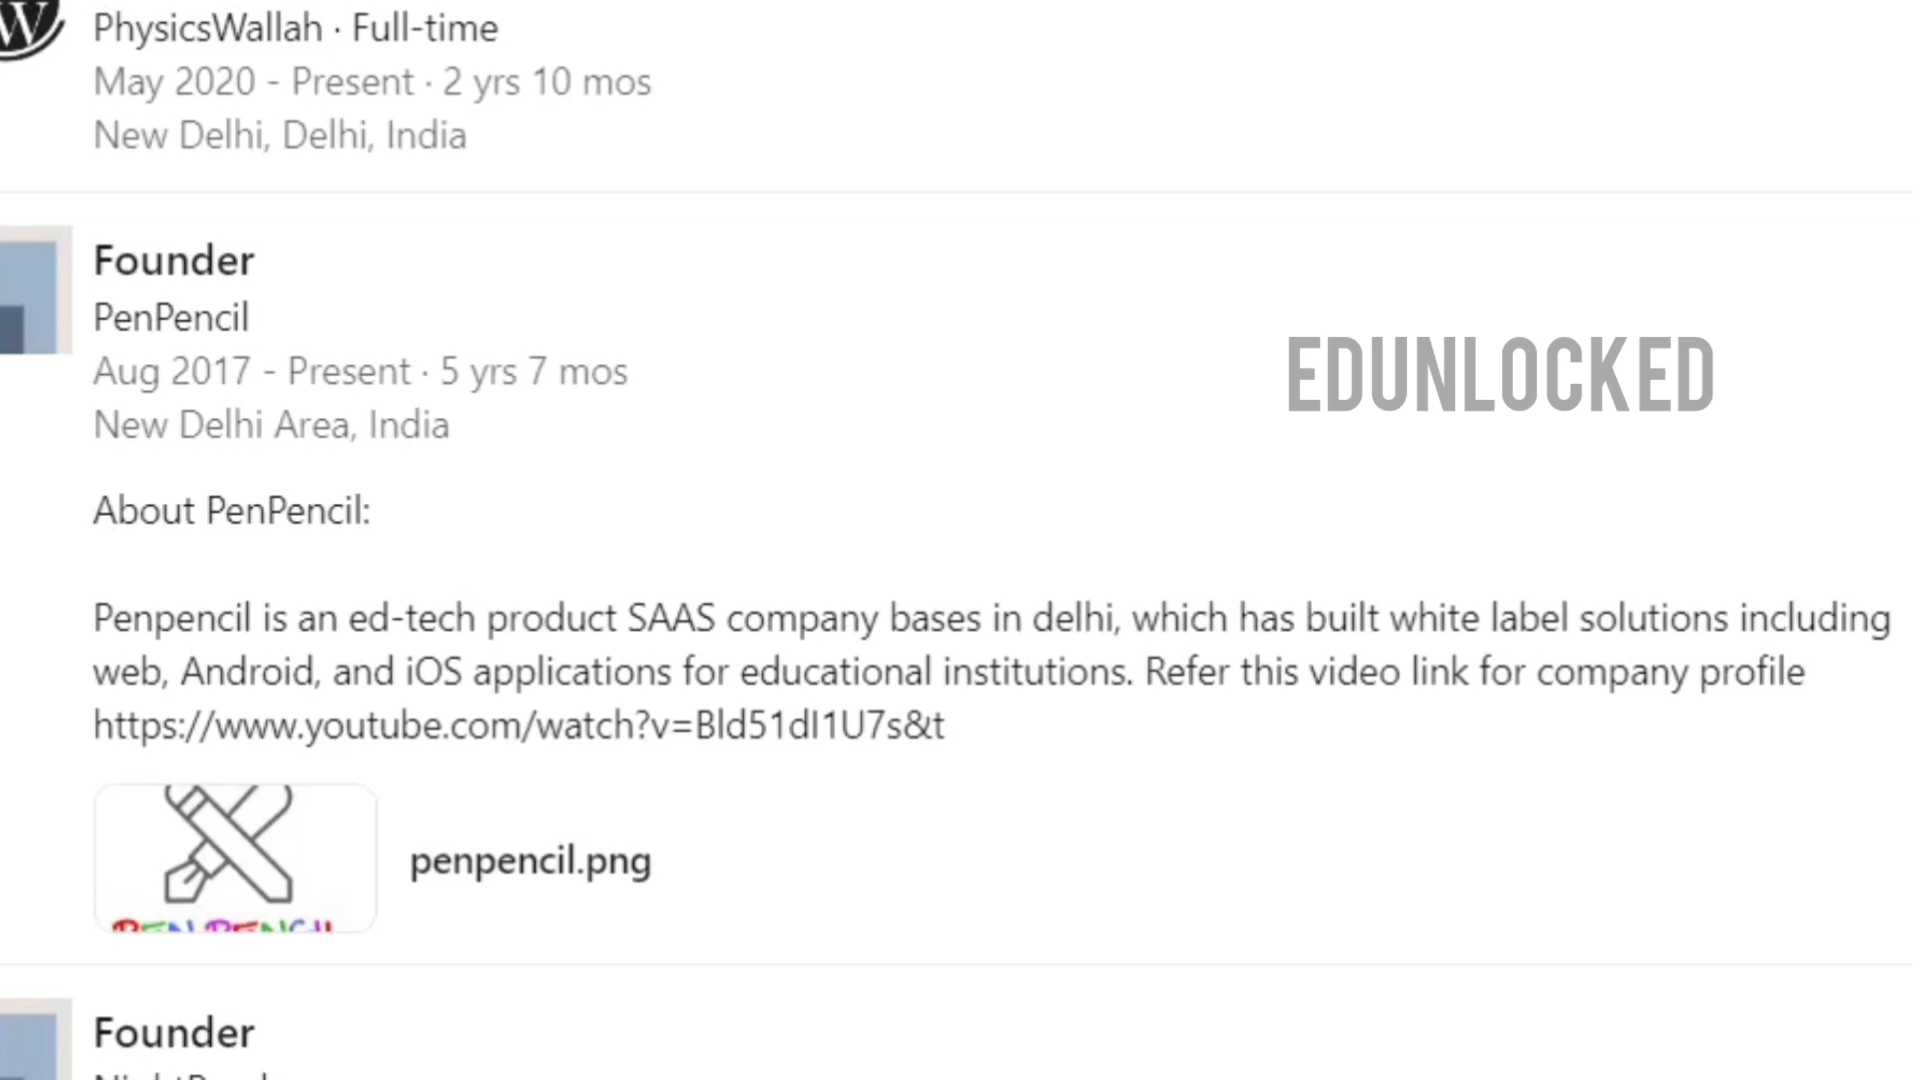 PhysicsWallah · Full-time
May 2020 - Present · 2 yrs 10 mos
New Delhi, Delhi, India
Founder
PenPencil
Aug 2017 - Present · 5 yrs 7 mos
New Delhi Area, India
EDUNLOCKED
About PenPencil:
Penpencil is an ed-tech product SAAS company bases in delhi, which has built white label solutions including
web, Android, and iOS applications for educational institutions. Refer this video link for company profile
https://www.youtube.com/watch?v=Bld51dI1U7s&t
penpencil.png
PEN PENCIL
Founder